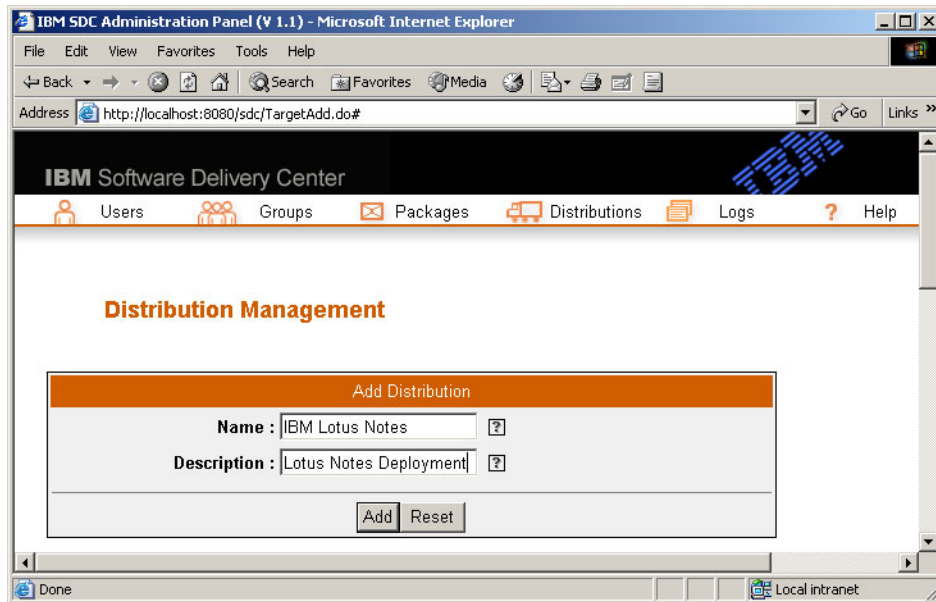 IBM SDC Administration Panel (V 1.1) - Microsoft Internet Explorer
File Edit View Favorites Tools Help
Back Search Favorites Media
Address http://localhost:8080/sdc/TargetAdd.do# Go Links »
IBM Software Delivery Center IBM
Users Groups Packages Distributions Logs ? Help
Distribution Management
Add Distribution
Name : IBM Lotus Notes ?
Description : Lotus Notes Deployment ?
Add Reset
Done Local intranet